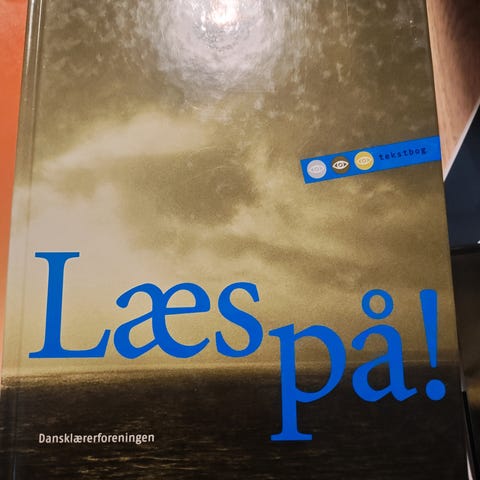 tekstbog
Læs
på!
Dansklærerforeningen